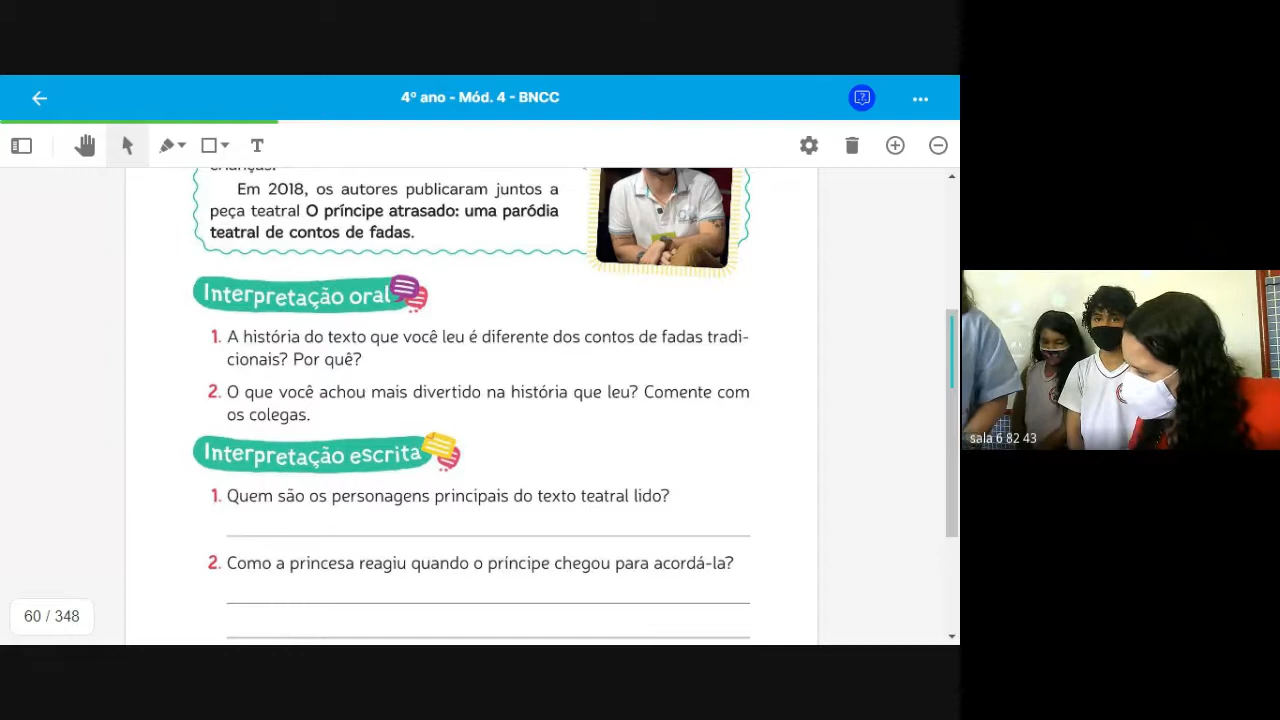 4º ano - Mód. 4 - BNCC
T
crianças.
Em 2018, os autores publicaram juntos a
peça teatral O príncipe atrasado: uma paródia
teatral de contos de fadas.
Interpretação oral
1. A história do texto que você leu é diferente dos contos de fadas tradi-
cionais? Por quê?
2. O que você achou mais divertido na história que leu? Comente com
os colegas.
Interpretação escrita
1. Quem são os personagens principais do texto teatral lido?
2. Como a princesa reagiu quando o príncipe chegou para acordá-la?
60 / 348
sala 6 82 43